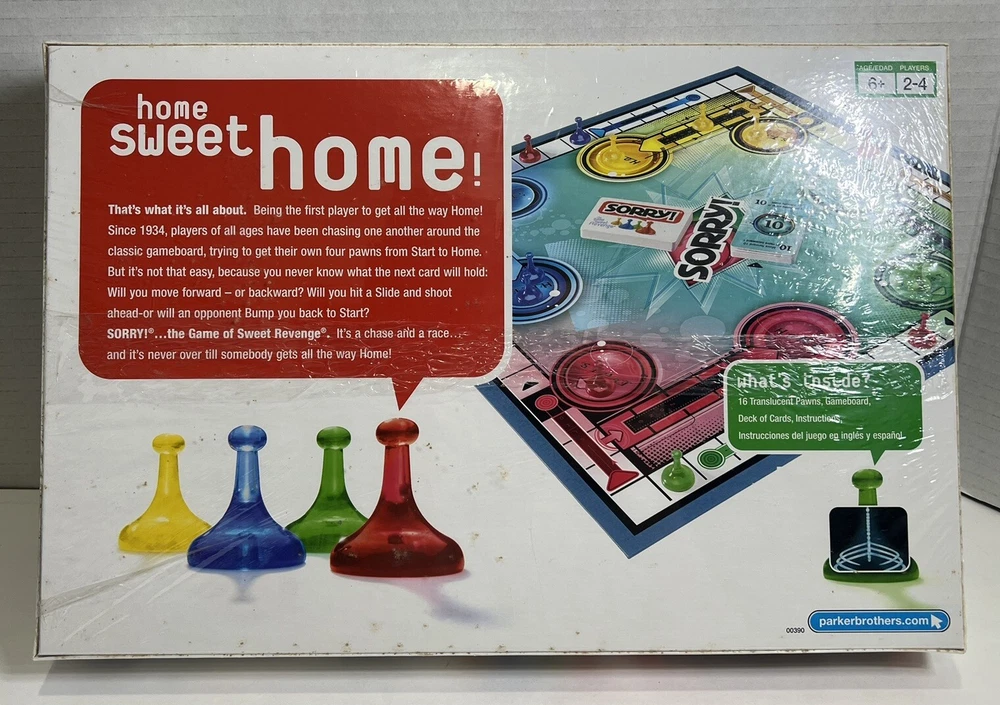 home
sweet home!
That's what it's all about. Being the first player to get all the way Home!
Since 1934, players of all ages have been chasing one another around the
classic gameboard, trying to get their own four pawns from Start to Home.
But it's not that easy, because you never know what the next card will hold:
Will you move forward – or backward? Will you hit a Slide and shoot
ahead-or will an opponent Bump you back to Start?
SORRY!®...the Game of Sweet Revenge®. It's a chase and a race...
and it's never over till somebody gets all the way Home!
AGE/EDAD PLAYERS
6+ 2-4
SORRY!
SORRY!
10
10
10
what's inside?
16 Translucent Pawns, Gameboard,
Deck of Cards, Instructions,
Instrucciones del juego en inglés y español
00390
parkerbrothers.com